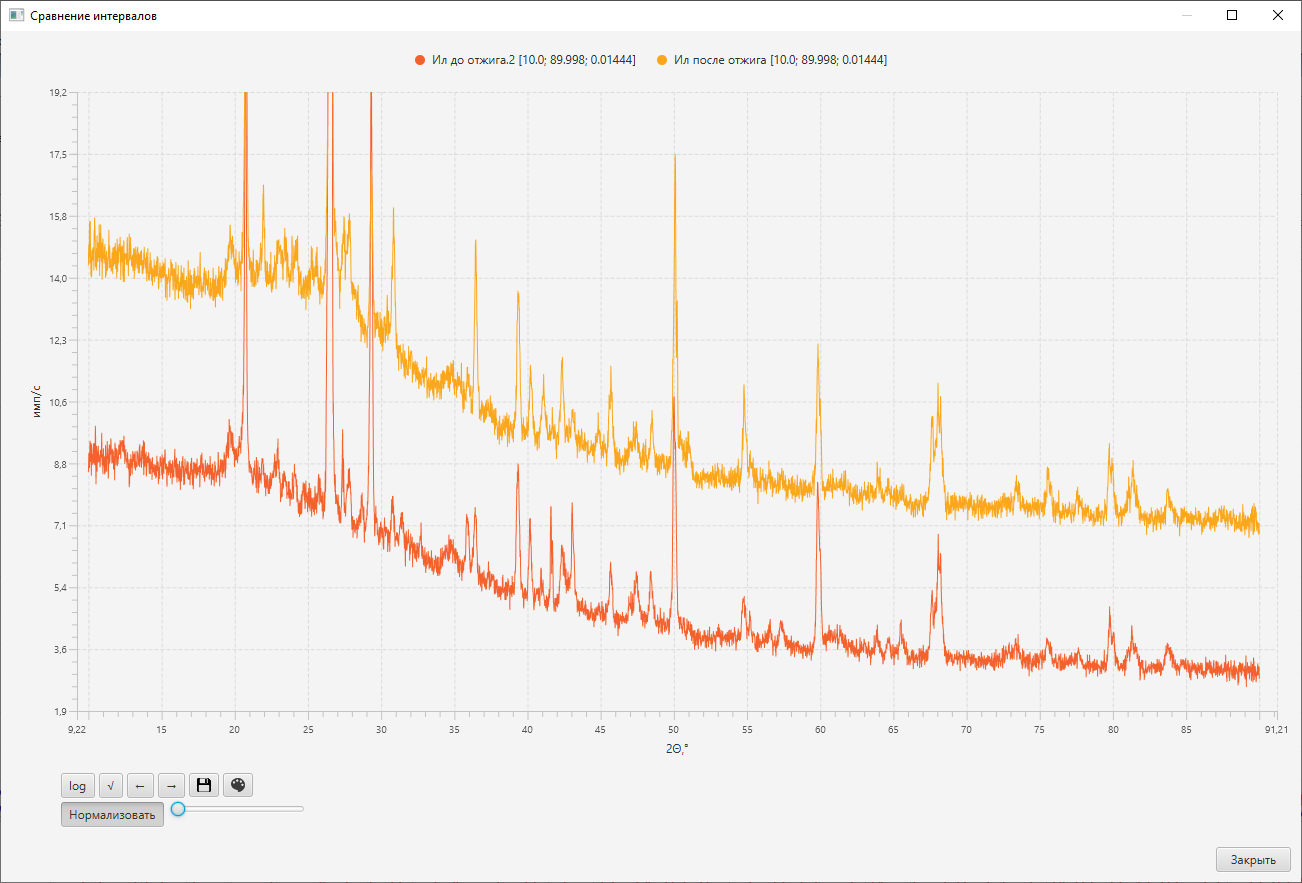 Сравнение интервалов
Ил до отжига.2 [10.0; 89.998; 0.01444] Ил после отжига [10.0; 89.998; 0.01444]
19,2
17,5
15,8
14,0
12,3
10,6
8,8
7,1
5,4
3,6
1,9
имп/с
9,22 15 20 25 30 35 40 45 50 55 60 65 70 75 80 85 91,21
2Θ,°
log √ ← →
Нормализовать
Закрыть